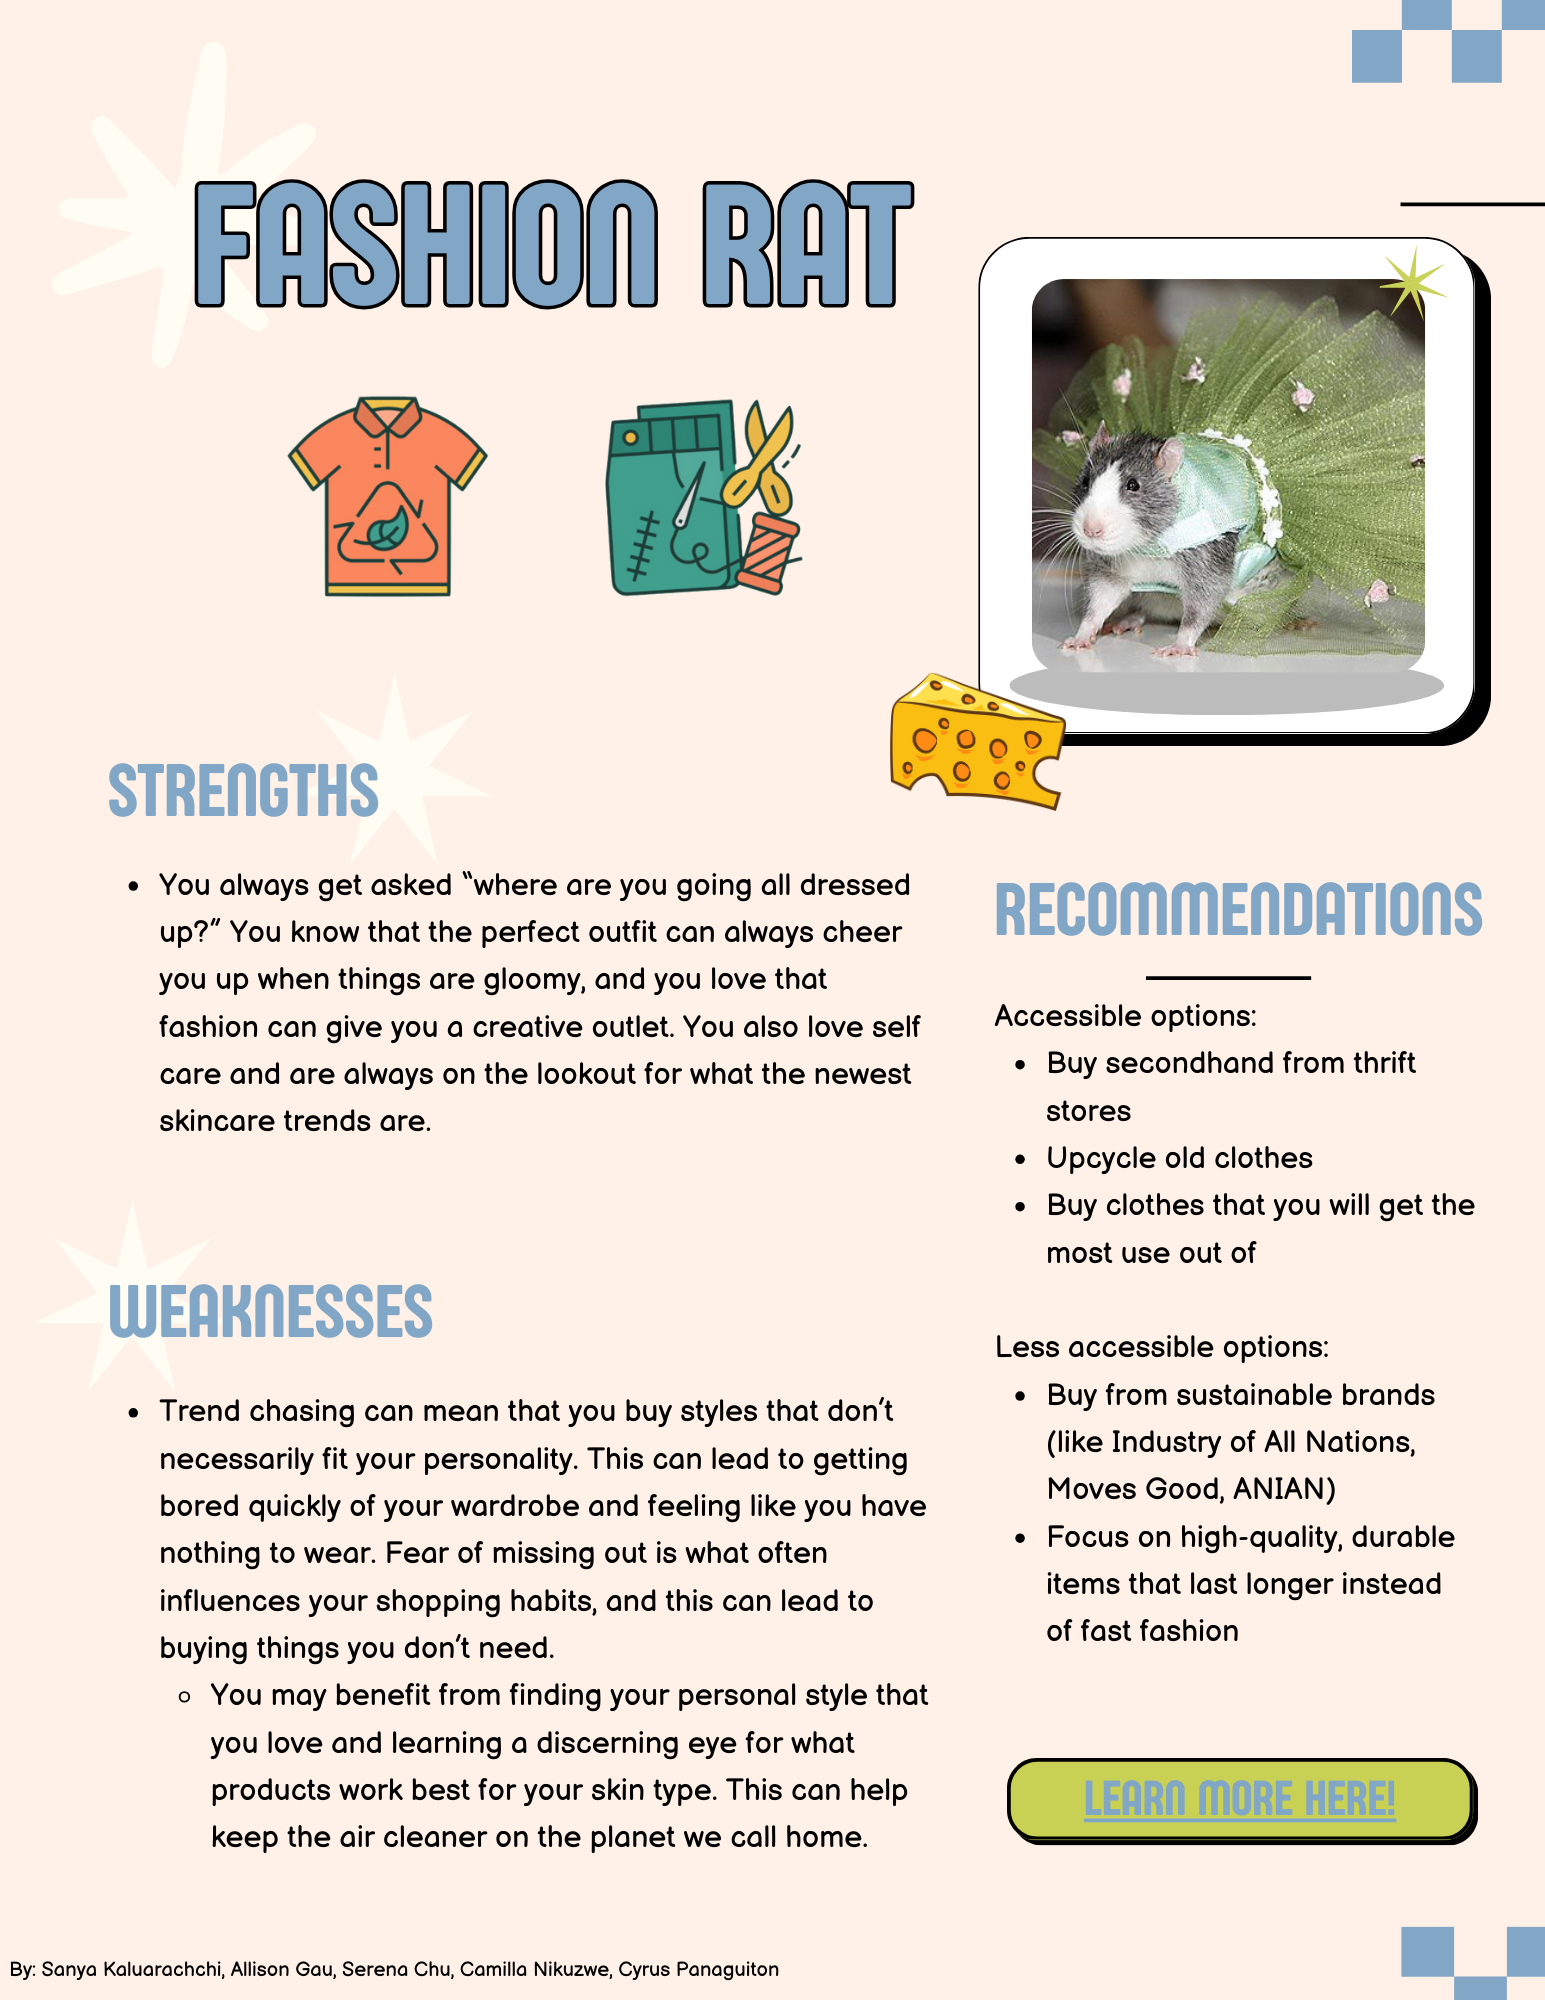 FASHION RAT
STRENGTHS
• You always get asked “where are you going all dressed
up?” You know that the perfect outfit can always cheer
you up when things are gloomy, and you love that
fashion can give you a creative outlet. You also love self
care and are always on the lookout for what the newest
skincare trends are.
WEAKNESSES
• Trend chasing can mean that you buy styles that don’t
necessarily fit your personality. This can lead to getting
bored quickly of your wardrobe and feeling like you have
nothing to wear. Fear of missing out is what often
influences your shopping habits, and this can lead to
buying things you don’t need.
◦ You may benefit from finding your personal style that
you love and learning a discerning eye for what
products work best for your skin type. This can help
keep the air cleaner on the planet we call home.
RECOMMENDATIONS
Accessible options:
• Buy secondhand from thrift
stores
• Upcycle old clothes
• Buy clothes that you will get the
most use out of
Less accessible options:
• Buy from sustainable brands
(like Industry of All Nations,
Moves Good, ANIAN)
• Focus on high-quality, durable
items that last longer instead
of fast fashion
LEARN MORE HERE!
By: Sanya Kaluarachchi, Allison Gau, Serena Chu, Camilla Nikuzwe, Cyrus Panaguiton